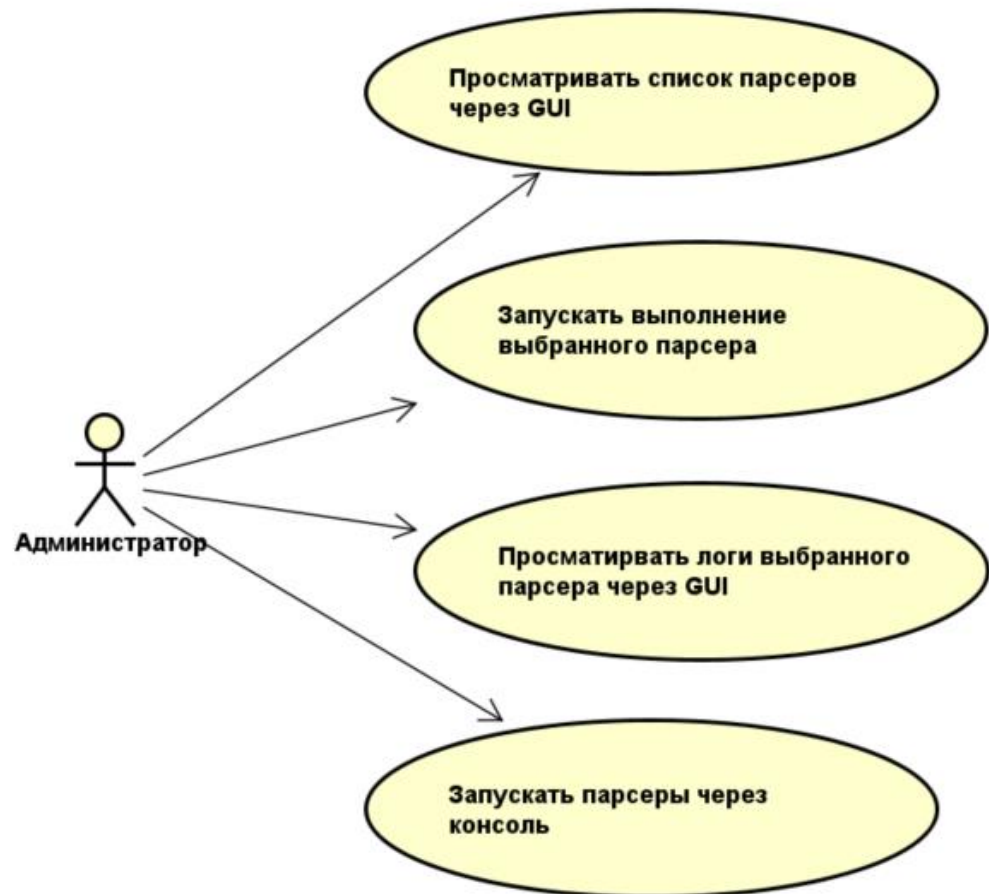 Просматривать список парсеров
через GUI
Запускать выполнение
выбранного парсера
Администратор
Просматирвать логи выбранного
парсера через GUI
Запускать парсеры через
консоль